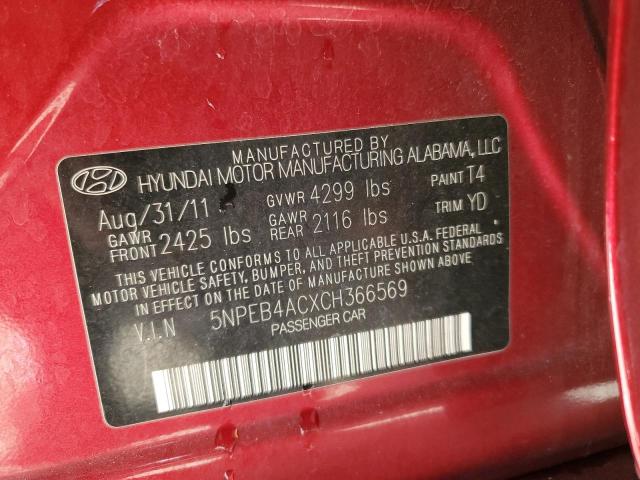 MANUFACTURED BY
HYUNDAI MOTOR MANUFACTURING ALABAMA, LLC
Aug/31/11 GVWR 4299 lbs PAINT T4
GAWR FRONT 2425 lbs GAWR REAR 2116 lbs TRIM YD
THIS VEHICLE CONFORMS TO ALL APPLICABLE U.S.A. FEDERAL
MOTOR VEHICLE SAFETY, BUMPER, AND THEFT PREVENTION STANDARDS
IN EFFECT ON THE DATE OF MANUFACTURE SHOWN ABOVE
V.I.N 5NPEB4ACXCH366569
PASSENGER CAR